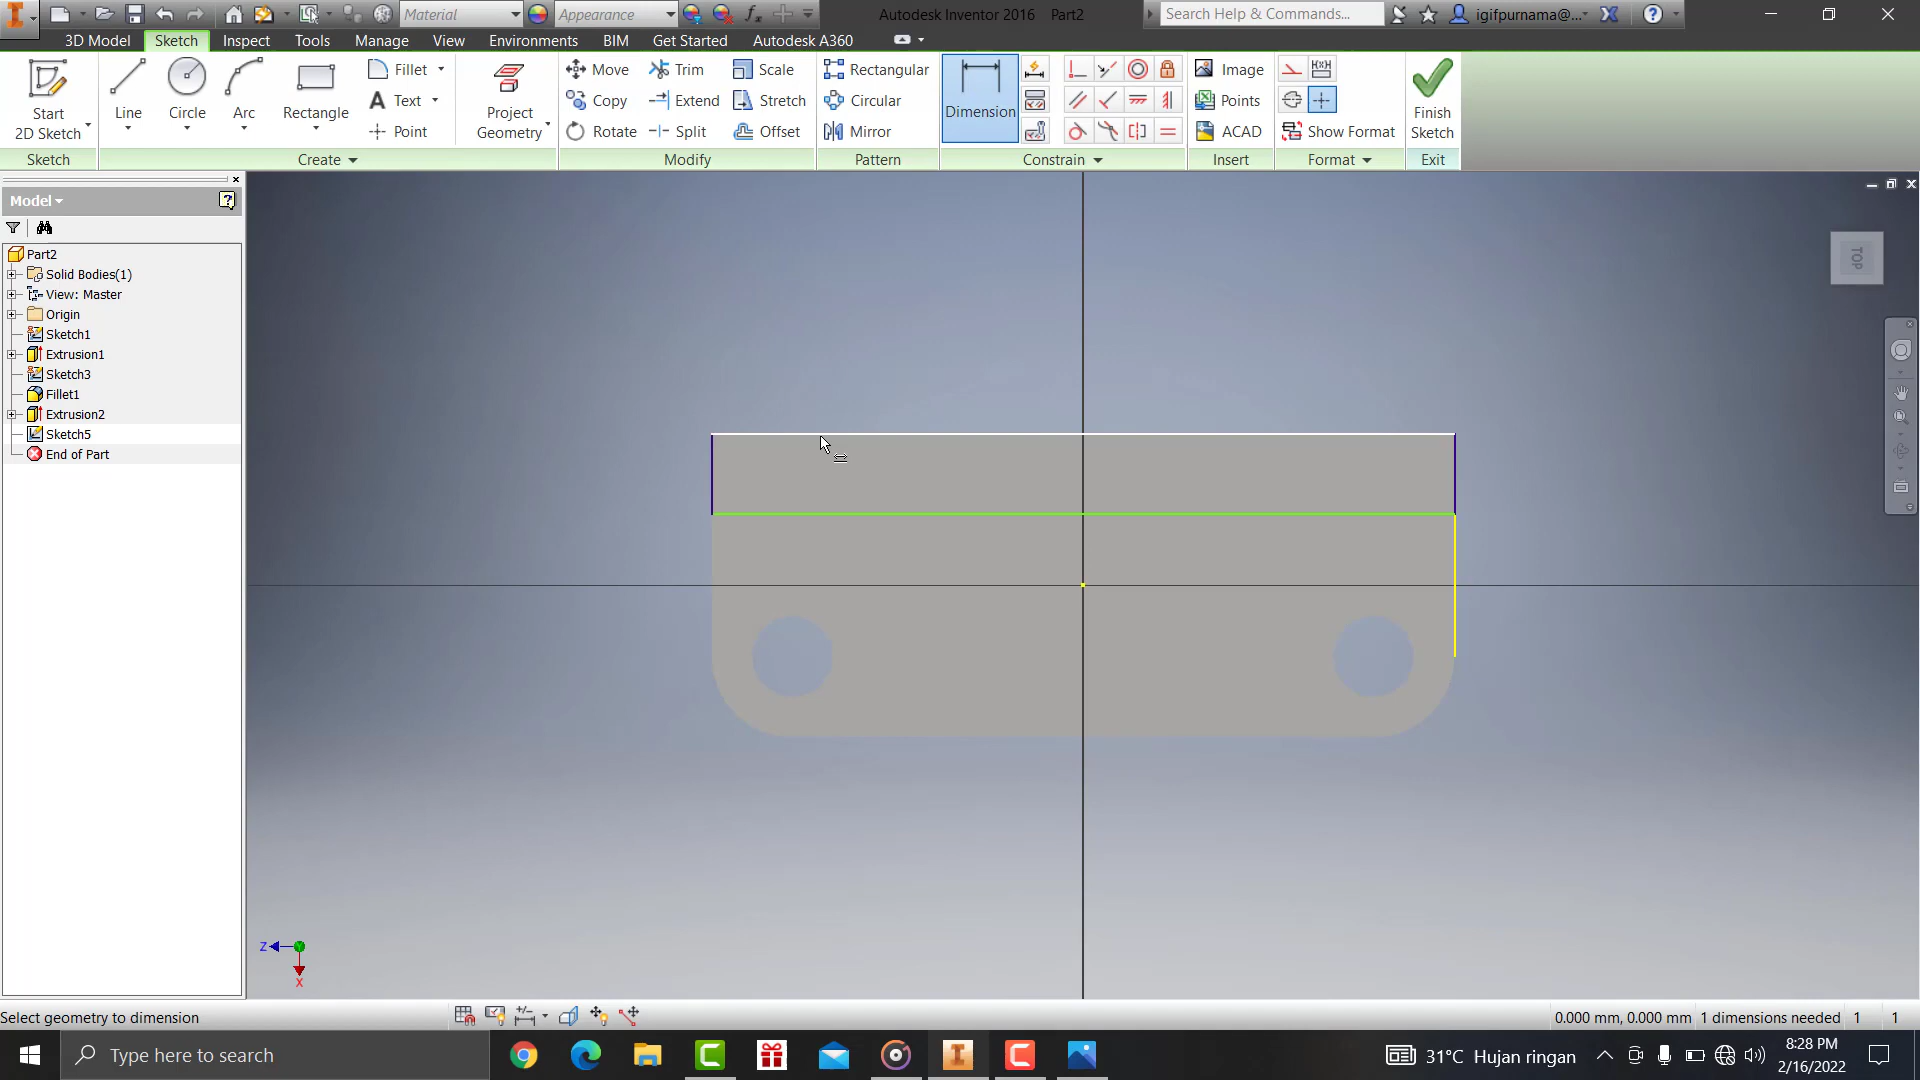 Material
Appearance
Autodesk Inventor 2016 Part2
Search Help & Commands...
igifpurnama@...
3D Model
Sketch
Inspect
Tools
Manage
View
Environments
BIM
Get Started
Autodesk A360
Start
2D Sketch
Line
Circle
Arc
Rectangle
Fillet
Text
Point
Project
Geometry
Move
Copy
Rotate
Trim
Extend
Split
Scale
Stretch
Offset
Rectangular
Circular
Mirror
Dimension
Image
Points
ACAD
Show Format
Finish
Sketch
Sketch
Create
Modify
Pattern
Constrain
Insert
Format
Exit
Model
Part2
Solid Bodies(1)
View: Master
Origin
Sketch1
Extrusion1
Sketch3
Fillet1
Extrusion2
Sketch5
End of Part
TOP
Z
X
Select geometry to dimension
0.000 mm, 0.000 mm
1 dimensions needed
1
1
Type here to search
31°C Hujan ringan
8:28 PM
2/16/2022